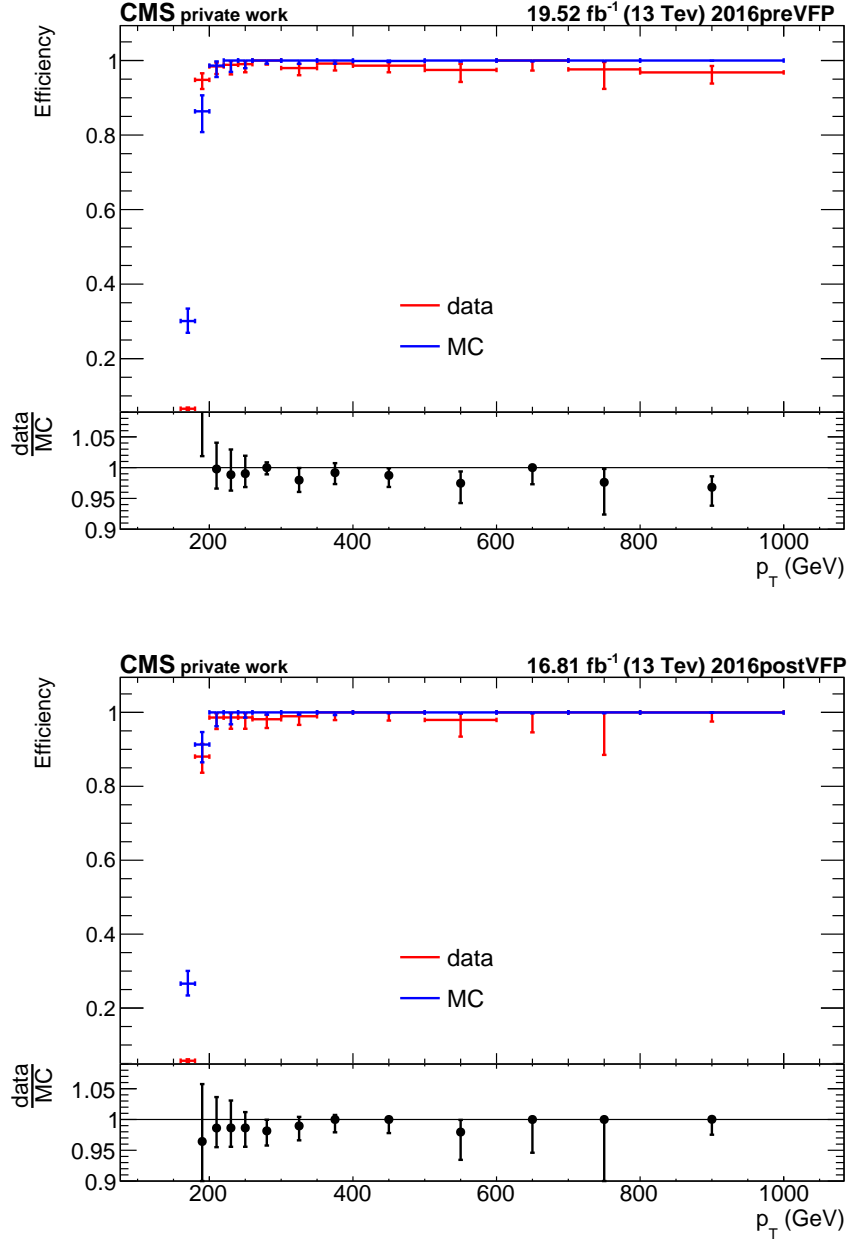 CMS private work 19.52 fb-1 (13 Tev) 2016preVFP
Efficiency
1
0.8
0.6
0.4
0.2
data
MC
data
MC
1.05
1
0.95
0.9
200 400 600 800 1000
p_T (GeV)
CMS private work 16.81 fb-1 (13 Tev) 2016postVFP
Efficiency
1
0.8
0.6
0.4
0.2
data
MC
data
MC
1.05
1
0.95
0.9
200 400 600 800 1000
p_T (GeV)